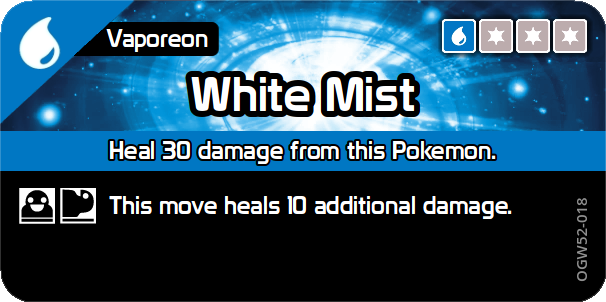 Vaporeon
White Mist
Heal 30 damage from this Pokemon.
This move heals 10 additional damage.
OGW52-018